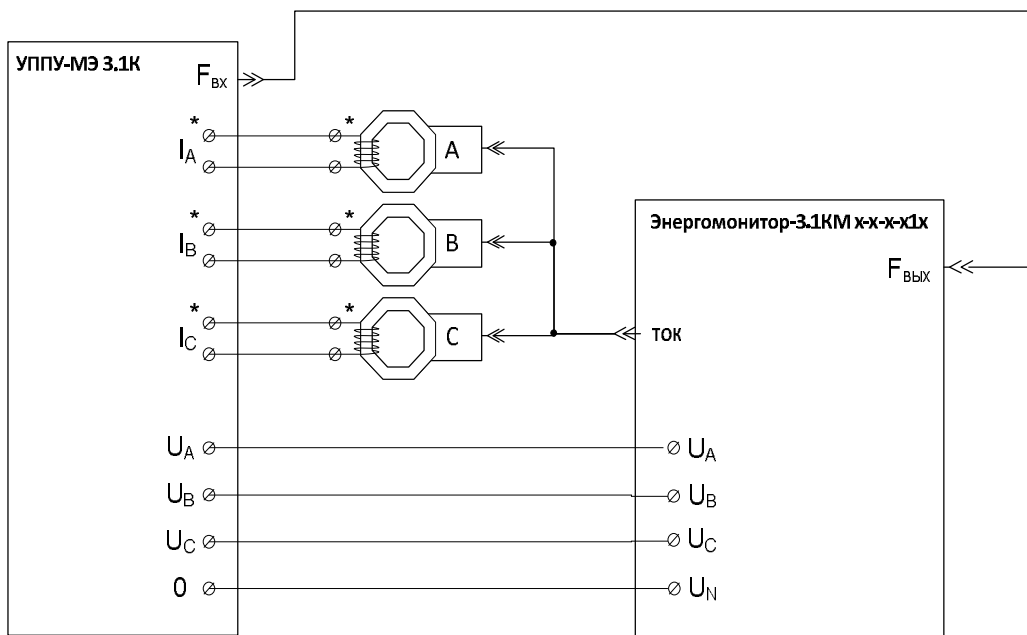 УППУ-МЭ 3.1К
FВХ
*
*
IA
A
*
*
IB
B
*
*
IC
C
Энергомонитор-3.1КМ х-х-х-х1х
FВЫХ
ТОК
UA
UA
UB
UB
UC
UC
0
UN